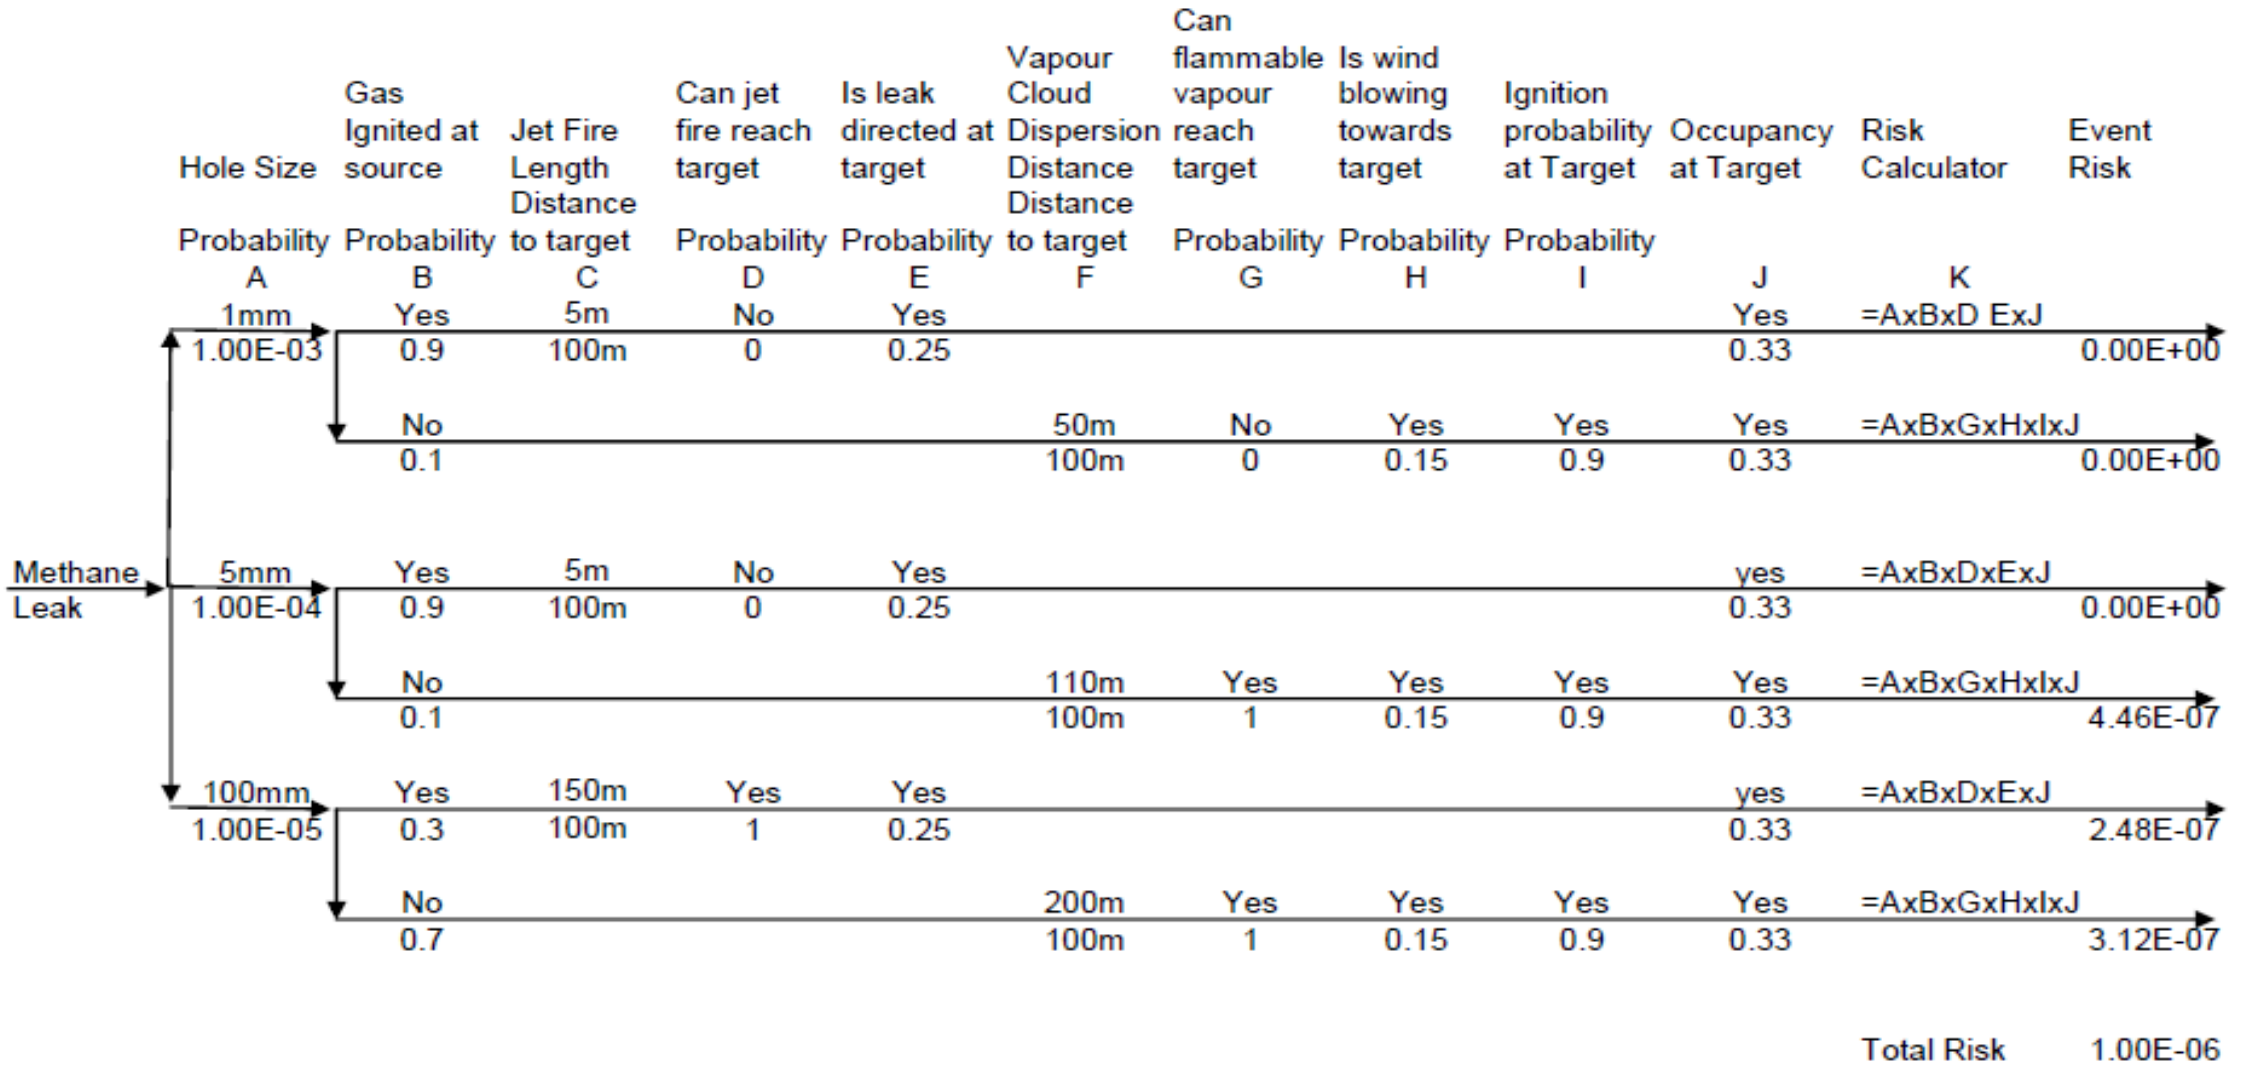 Can
Vapour flammable Is wind
Gas Can jet Is leak Cloud vapour blowing Ignition
Ignited at Jet Fire fire reach directed at Dispersion reach towards probability Occupancy Risk Event
Hole Size source Length target target Distance target target at Target at Target Calculator Risk
Distance Distance
Probability Probability to target Probability Probability to target Probability Probability Probability
A B C D E F G H I J K
1mm Yes 5m No Yes Yes =AxBxD ExJ
1.00E-03 0.9 100m 0 0.25 0.33 0.00E+00
No 50m No Yes Yes Yes =AxBxGxHxIxJ
0.1 100m 0 0.15 0.9 0.33 0.00E+00
Methane 5mm Yes 5m No Yes yes =AxBxDxExJ
Leak 1.00E-04 0.9 100m 0 0.25 0.33 0.00E+00
No 110m Yes Yes Yes Yes =AxBxGxHxIxJ
0.1 100m 1 0.15 0.9 0.33 4.46E-07
100mm Yes 150m Yes Yes yes =AxBxDxExJ
1.00E-05 0.3 100m 1 0.25 0.33 2.48E-07
No 200m Yes Yes Yes Yes =AxBxGxHxIxJ
0.7 100m 1 0.15 0.9 0.33 3.12E-07
Total Risk 1.00E-06